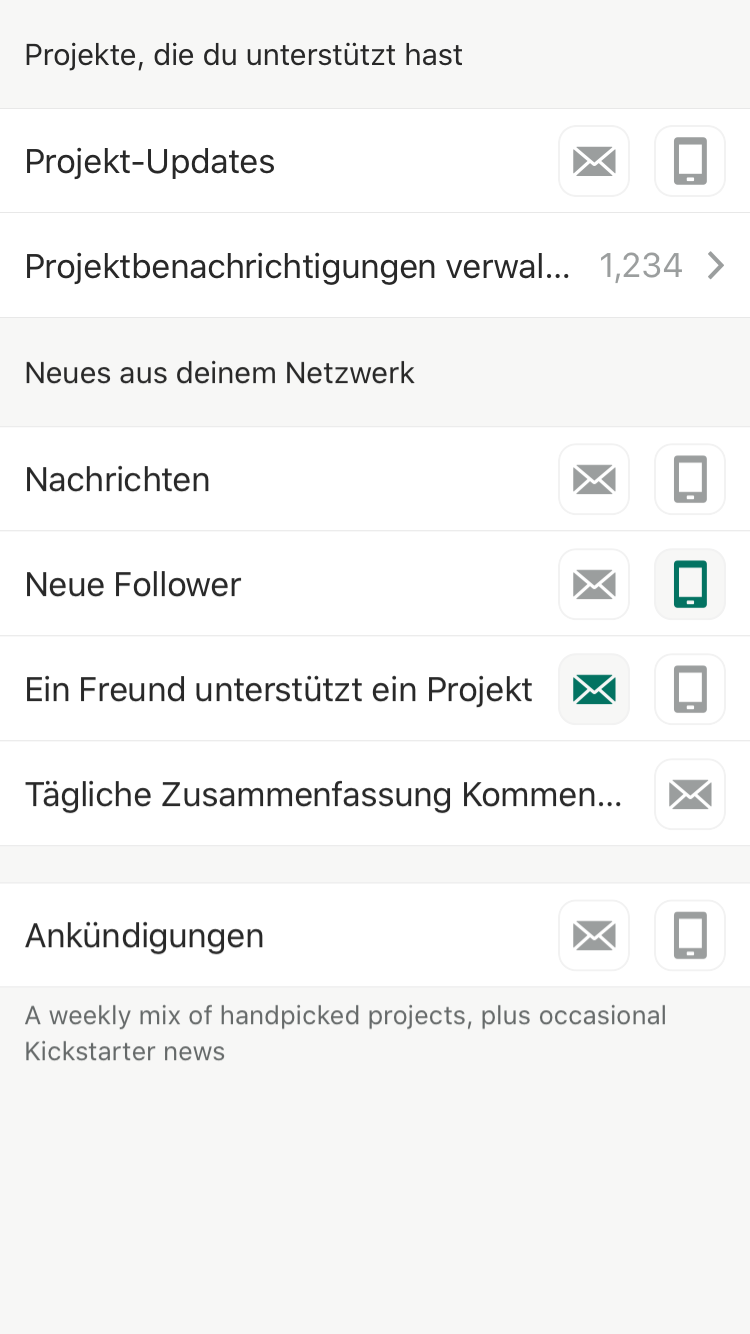 Projekte, die du unterstützt hast
Projekt-Updates
Projektbenachrichtigungen verwal... 1,234
Neues aus deinem Netzwerk
Nachrichten
Neue Follower
Ein Freund unterstützt ein Projekt
Tägliche Zusammenfassung Kommen...
Ankündigungen
A weekly mix of handpicked projects, plus occasional
Kickstarter news